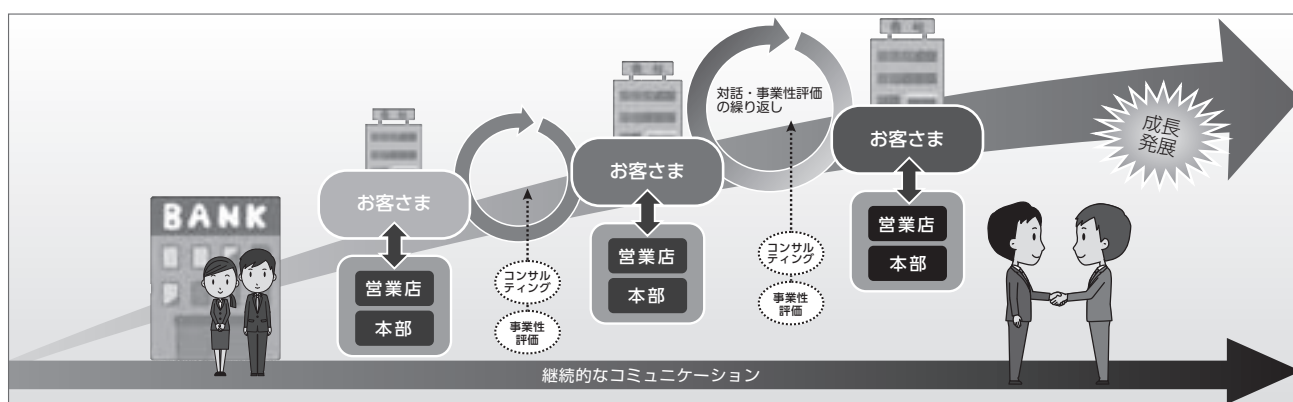 BANK
お客さま
営業店
本部
コンサル
ティング
事業性
評価
お客さま
営業店
本部
対話・事業性評価
の繰り返し
コンサル
ティング
事業性
評価
お客さま
営業店
本部
成長
発展
継続的なコミュニケーション